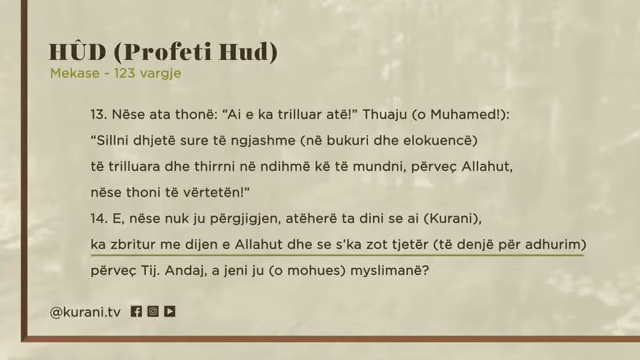 HÛD (Profeti Hud)
Mekase - 123 vargje
13. Nëse ata thonë: “Ai e ka trilluar atë!” Thuaju (o Muhamed!):
“Sillni dhjetë sure të ngjashme (në bukuri dhe elokuencë)
të trilluara dhe thirrni në ndihmë kë të mundni, përveç Allahut,
nëse thoni të vërtetën!”
14. E, nëse nuk ju përgjigjen, atëherë ta dini se ai (Kurani),
ka zbritur me dijen e Allahut dhe se s’ka zot tjetër (të denjë për adhurim)
përveç Tij. Andaj, a jeni ju (o mohues) myslimanë?
@kurani.tv